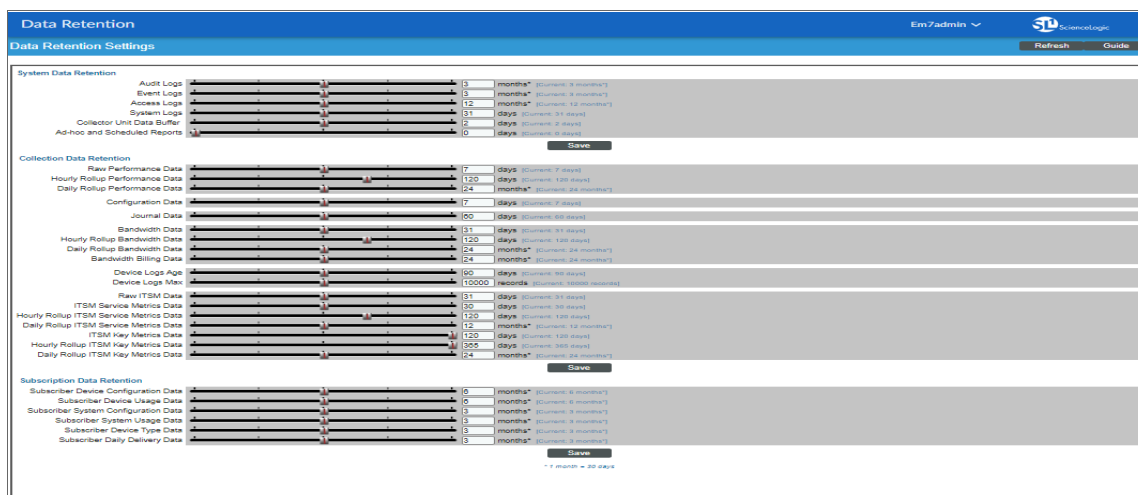 Data Retention Em7admin ScienceLogic
Data Retention Settings Refresh Guide
System Data Retention
Audit Logs 3 months* [Current: 3 months*]
Event Logs 3 months* [Current: 3 months*]
Access Logs 12 months* [Current: 12 months*]
System Logs 31 days [Current: 31 days]
Collector Unit Data Buffer 2 days [Current: 2 days]
Ad-hoc and Scheduled Reports 0 days [Current: 0 days]
Save
Collection Data Retention
Raw Performance Data 7 days [Current: 7 days]
Hourly Rollup Performance Data 120 days [Current: 120 days]
Daily Rollup Performance Data 24 months* [Current: 24 months*]
Configuration Data 7 days [Current: 7 days]
Journal Data 60 days [Current: 60 days]
Bandwidth Data 31 days [Current: 31 days]
Hourly Rollup Bandwidth Data 120 days [Current: 120 days]
Daily Rollup Bandwidth Data 24 months* [Current: 24 months*]
Bandwidth Billing Data 24 months* [Current: 24 months*]
Device Logs Age 90 days [Current: 90 days]
Device Logs Max 10000 records [Current: 10000 records]
Raw ITSM Data 31 days [Current: 31 days]
ITSM Service Metrics Data 30 days [Current: 30 days]
Hourly Rollup ITSM Service Metrics Data 120 days [Current: 120 days]
Daily Rollup ITSM Service Metrics Data 12 months* [Current: 12 months*]
ITSM Key Metrics Data 120 days [Current: 120 days]
Hourly Rollup ITSM Key Metrics Data 365 days [Current: 365 days]
Daily Rollup ITSM Key Metrics Data 24 months* [Current: 24 months*]
Save
Subscription Data Retention
Subscriber Device Configuration Data 6 months* [Current: 6 months*]
Subscriber Device Usage Data 6 months* [Current: 6 months*]
Subscriber System Configuration Data 3 months* [Current: 3 months*]
Subscriber System Usage Data 3 months* [Current: 3 months*]
Subscriber Device Type Data 3 months* [Current: 3 months*]
Subscriber Daily Delivery Data 3 months* [Current: 3 months*]
Save
* 1 month = 30 days